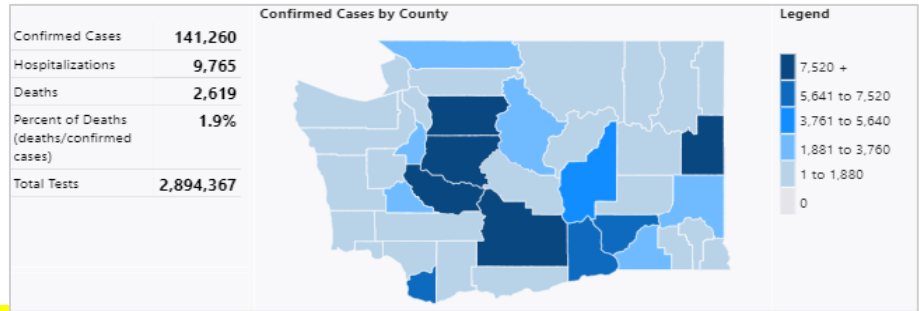 Confirmed Cases by County
Legend
Confirmed Cases 141,260
Hospitalizations 9,765
Deaths 2,619
Percent of Deaths 1.9%
(deaths/confirmed
cases)
Total Tests 2,894,367
7,520 +
5,641 to 7,520
3,761 to 5,640
1,881 to 3,760
1 to 1,880
0